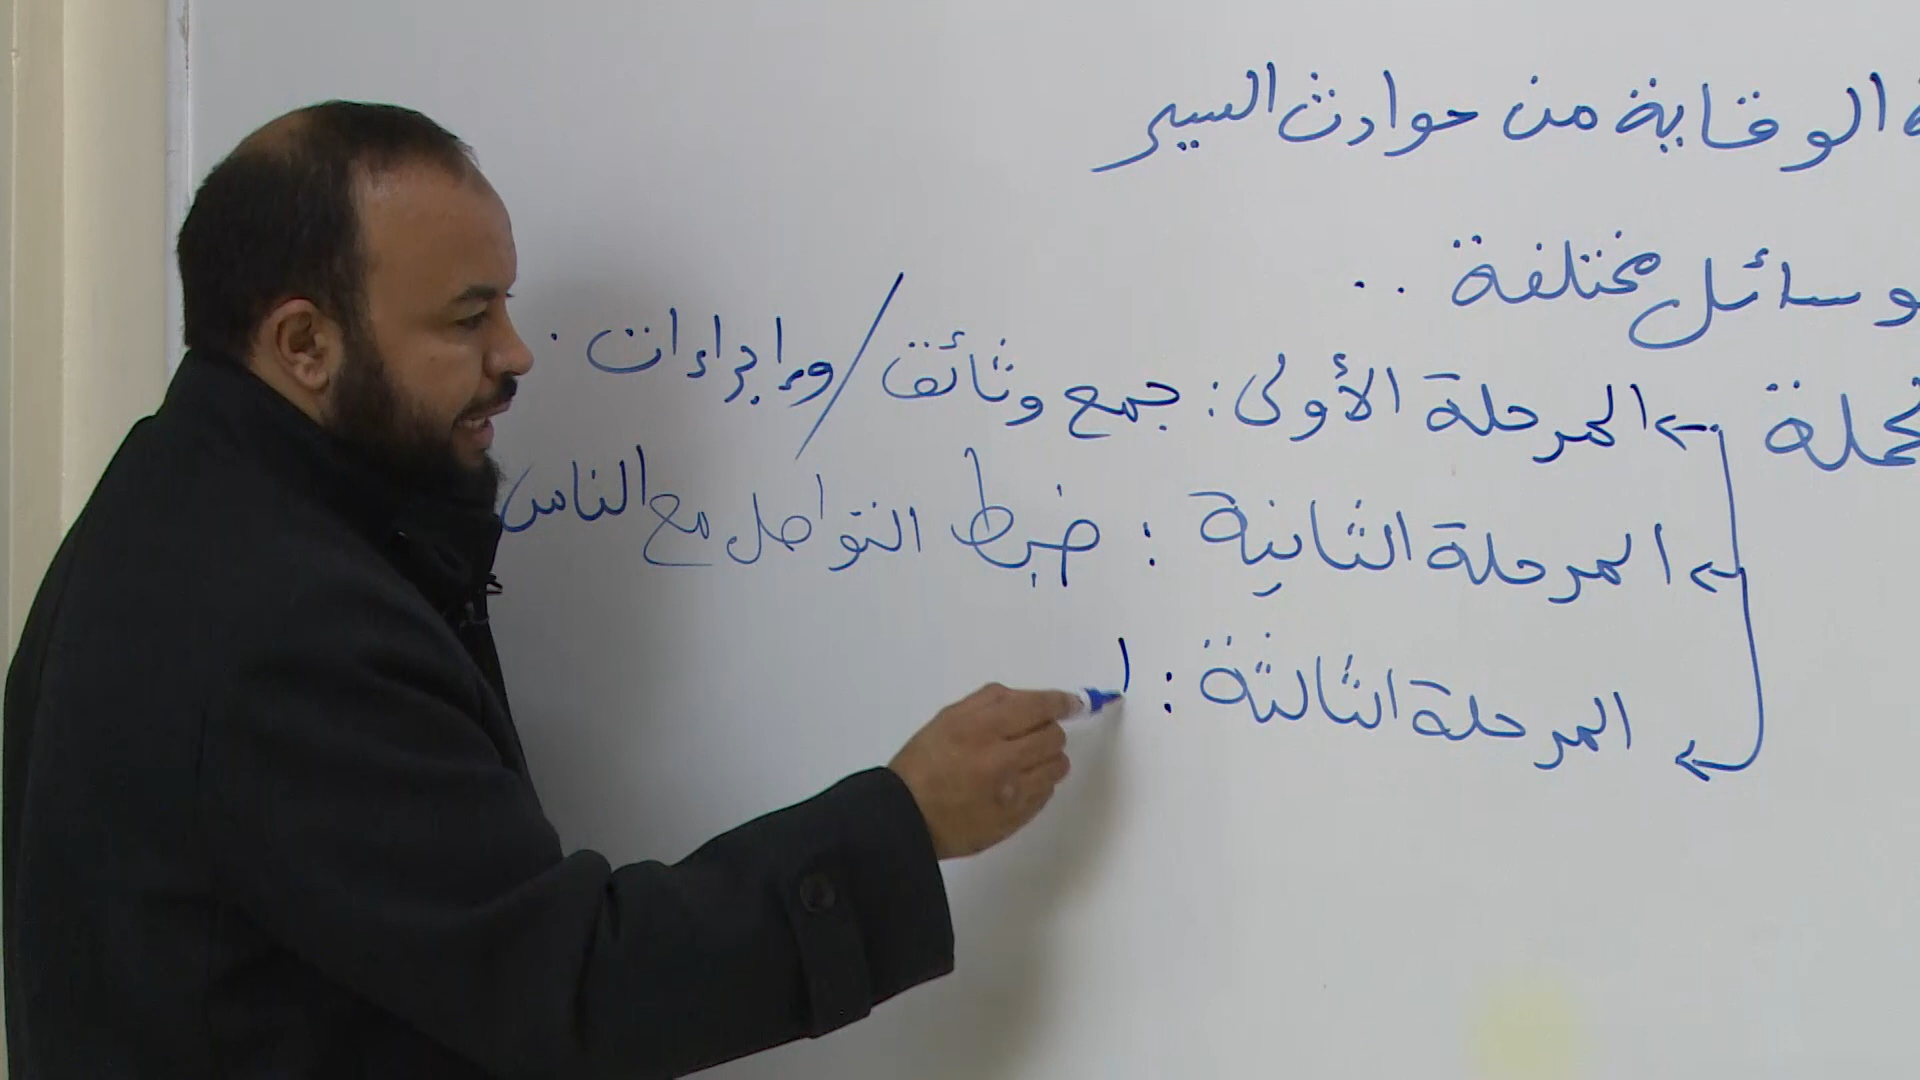 الوقاية من حوادث السير
وسائل مختلفة ..
المرحلة الأولى : جمع وثائق / وإجراءات .
المرحلة الثانية : ضبط التواصل مع الناس
المرحلة الثالثة : ا